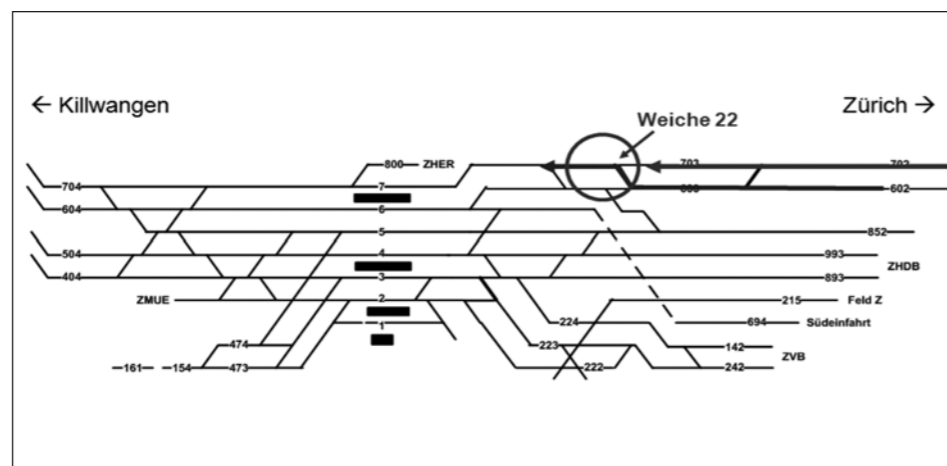 ← Killwangen
Zürich →
Weiche 22
800 ZHER 703 702
704 7 602
604 6
5 852
504 4 993
ZHDB
404 3 893
ZMUE 2 215 Feld Z
1 224 694 Südeinfahrt
474 223 142
ZVB
161 154 473 222 242